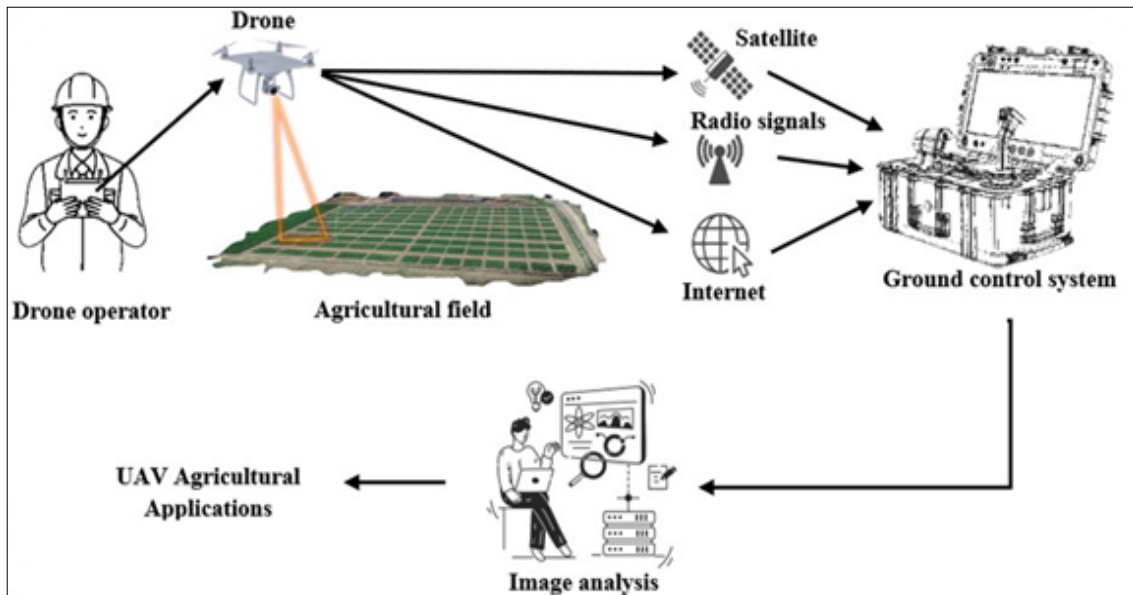 Drone
Satellite
Radio signals
Internet
Drone operator
Agricultural field
Ground control system
UAV Agricultural
Applications
Image analysis